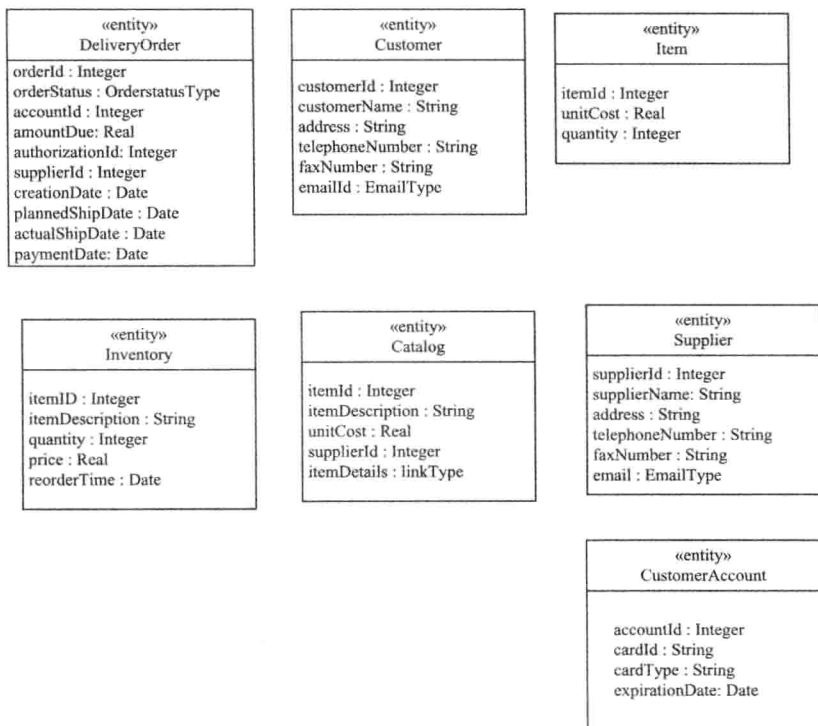 «entity»
DeliveryOrder
orderId : Integer
orderStatus : OrderstatusType
accountId : Integer
amountDue: Real
authorizationId: Integer
supplierId : Integer
creationDate : Date
plannedShipDate : Date
actualShipDate : Date
paymentDate: Date
«entity»
Customer
customerId : Integer
customerName : String
address : String
telephoneNumber : String
faxNumber : String
emailId : EmailType
«entity»
Item
itemId : Integer
unitCost : Real
quantity : Integer
«entity»
Inventory
itemID : Integer
itemDescription : String
quantity : Integer
price : Real
reorderTime : Date
«entity»
Catalog
itemId : Integer
itemDescription : String
unitCost : Real
supplierId : Integer
itemDetails : linkType
«entity»
Supplier
supplierId : Integer
supplierName: String
address : String
telephoneNumber : String
faxNumber : String
email : EmailType
«entity»
CustomerAccount
accountId : Integer
cardId : String
cardType : String
expirationDate: Date